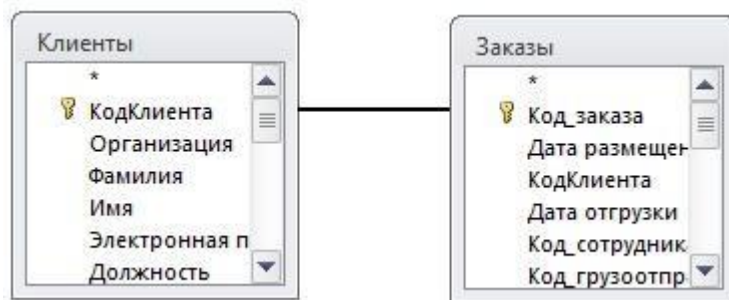 Клиенты
*
КодКлиента
Организация
Фамилия
Имя
Электронная п
Должность
Заказы
*
Код_заказа
Дата размещен
КодКлиента
Дата отгрузки
Код_сотрудник
Код_грузоотпр